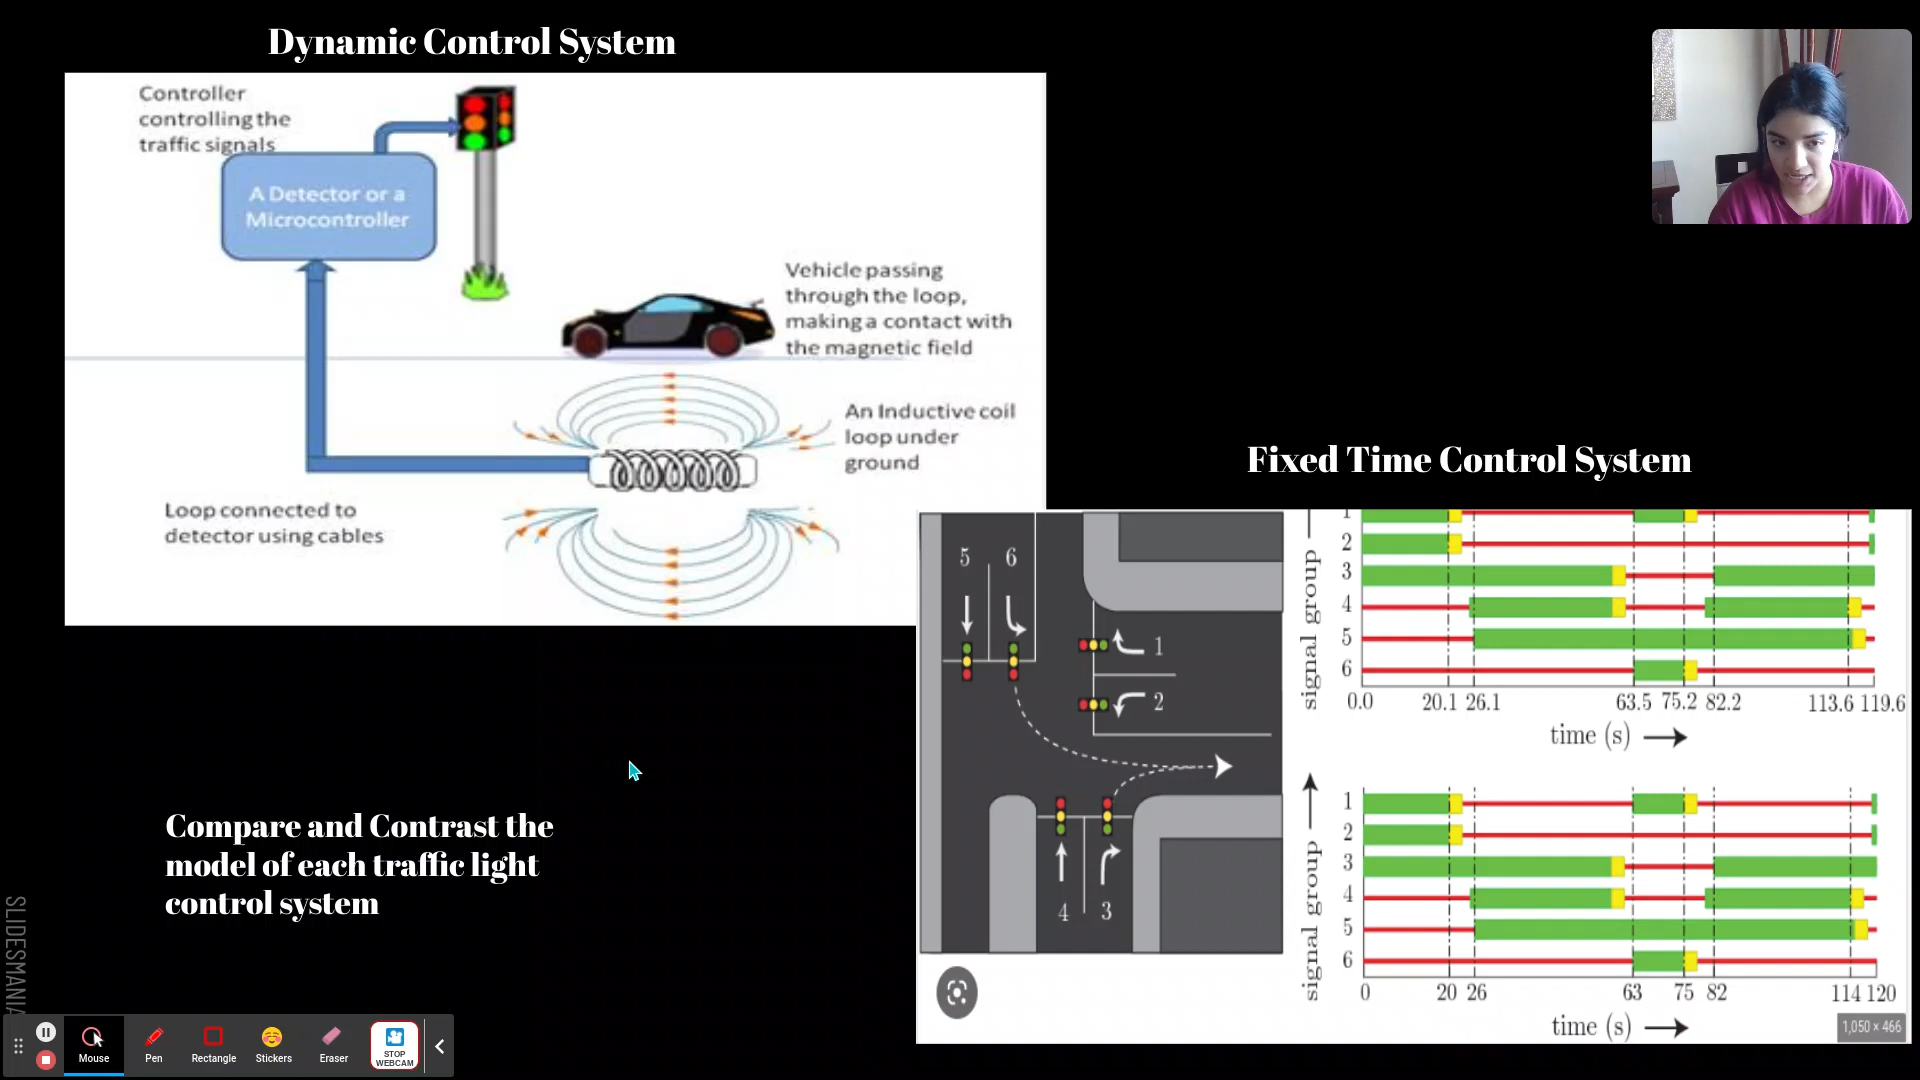 Dynamic Control System
Controller
controlling the
traffic signals
A Detector or a
Microcontroller
Vehicle passing
through the loop,
making a contact with
the magnetic field
An Inductive coil
loop under
ground
Loop connected to
detector using cables
Fixed Time Control System
5 6
1
2
4 3
signal group
1
2
3
4
5
6
0.0 20.1 26.1 63.5 75.2 82.2 113.6 119.6
time (s)
signal group
1
2
3
4
5
6
0 20 26 63 75 82 114 120
time (s)
1,050 × 466
Compare and Contrast the
model of each traffic light
control system
SLIDESMANIA
Mouse
Pen
Rectangle
Stickers
Eraser
STOP
WEBCAM